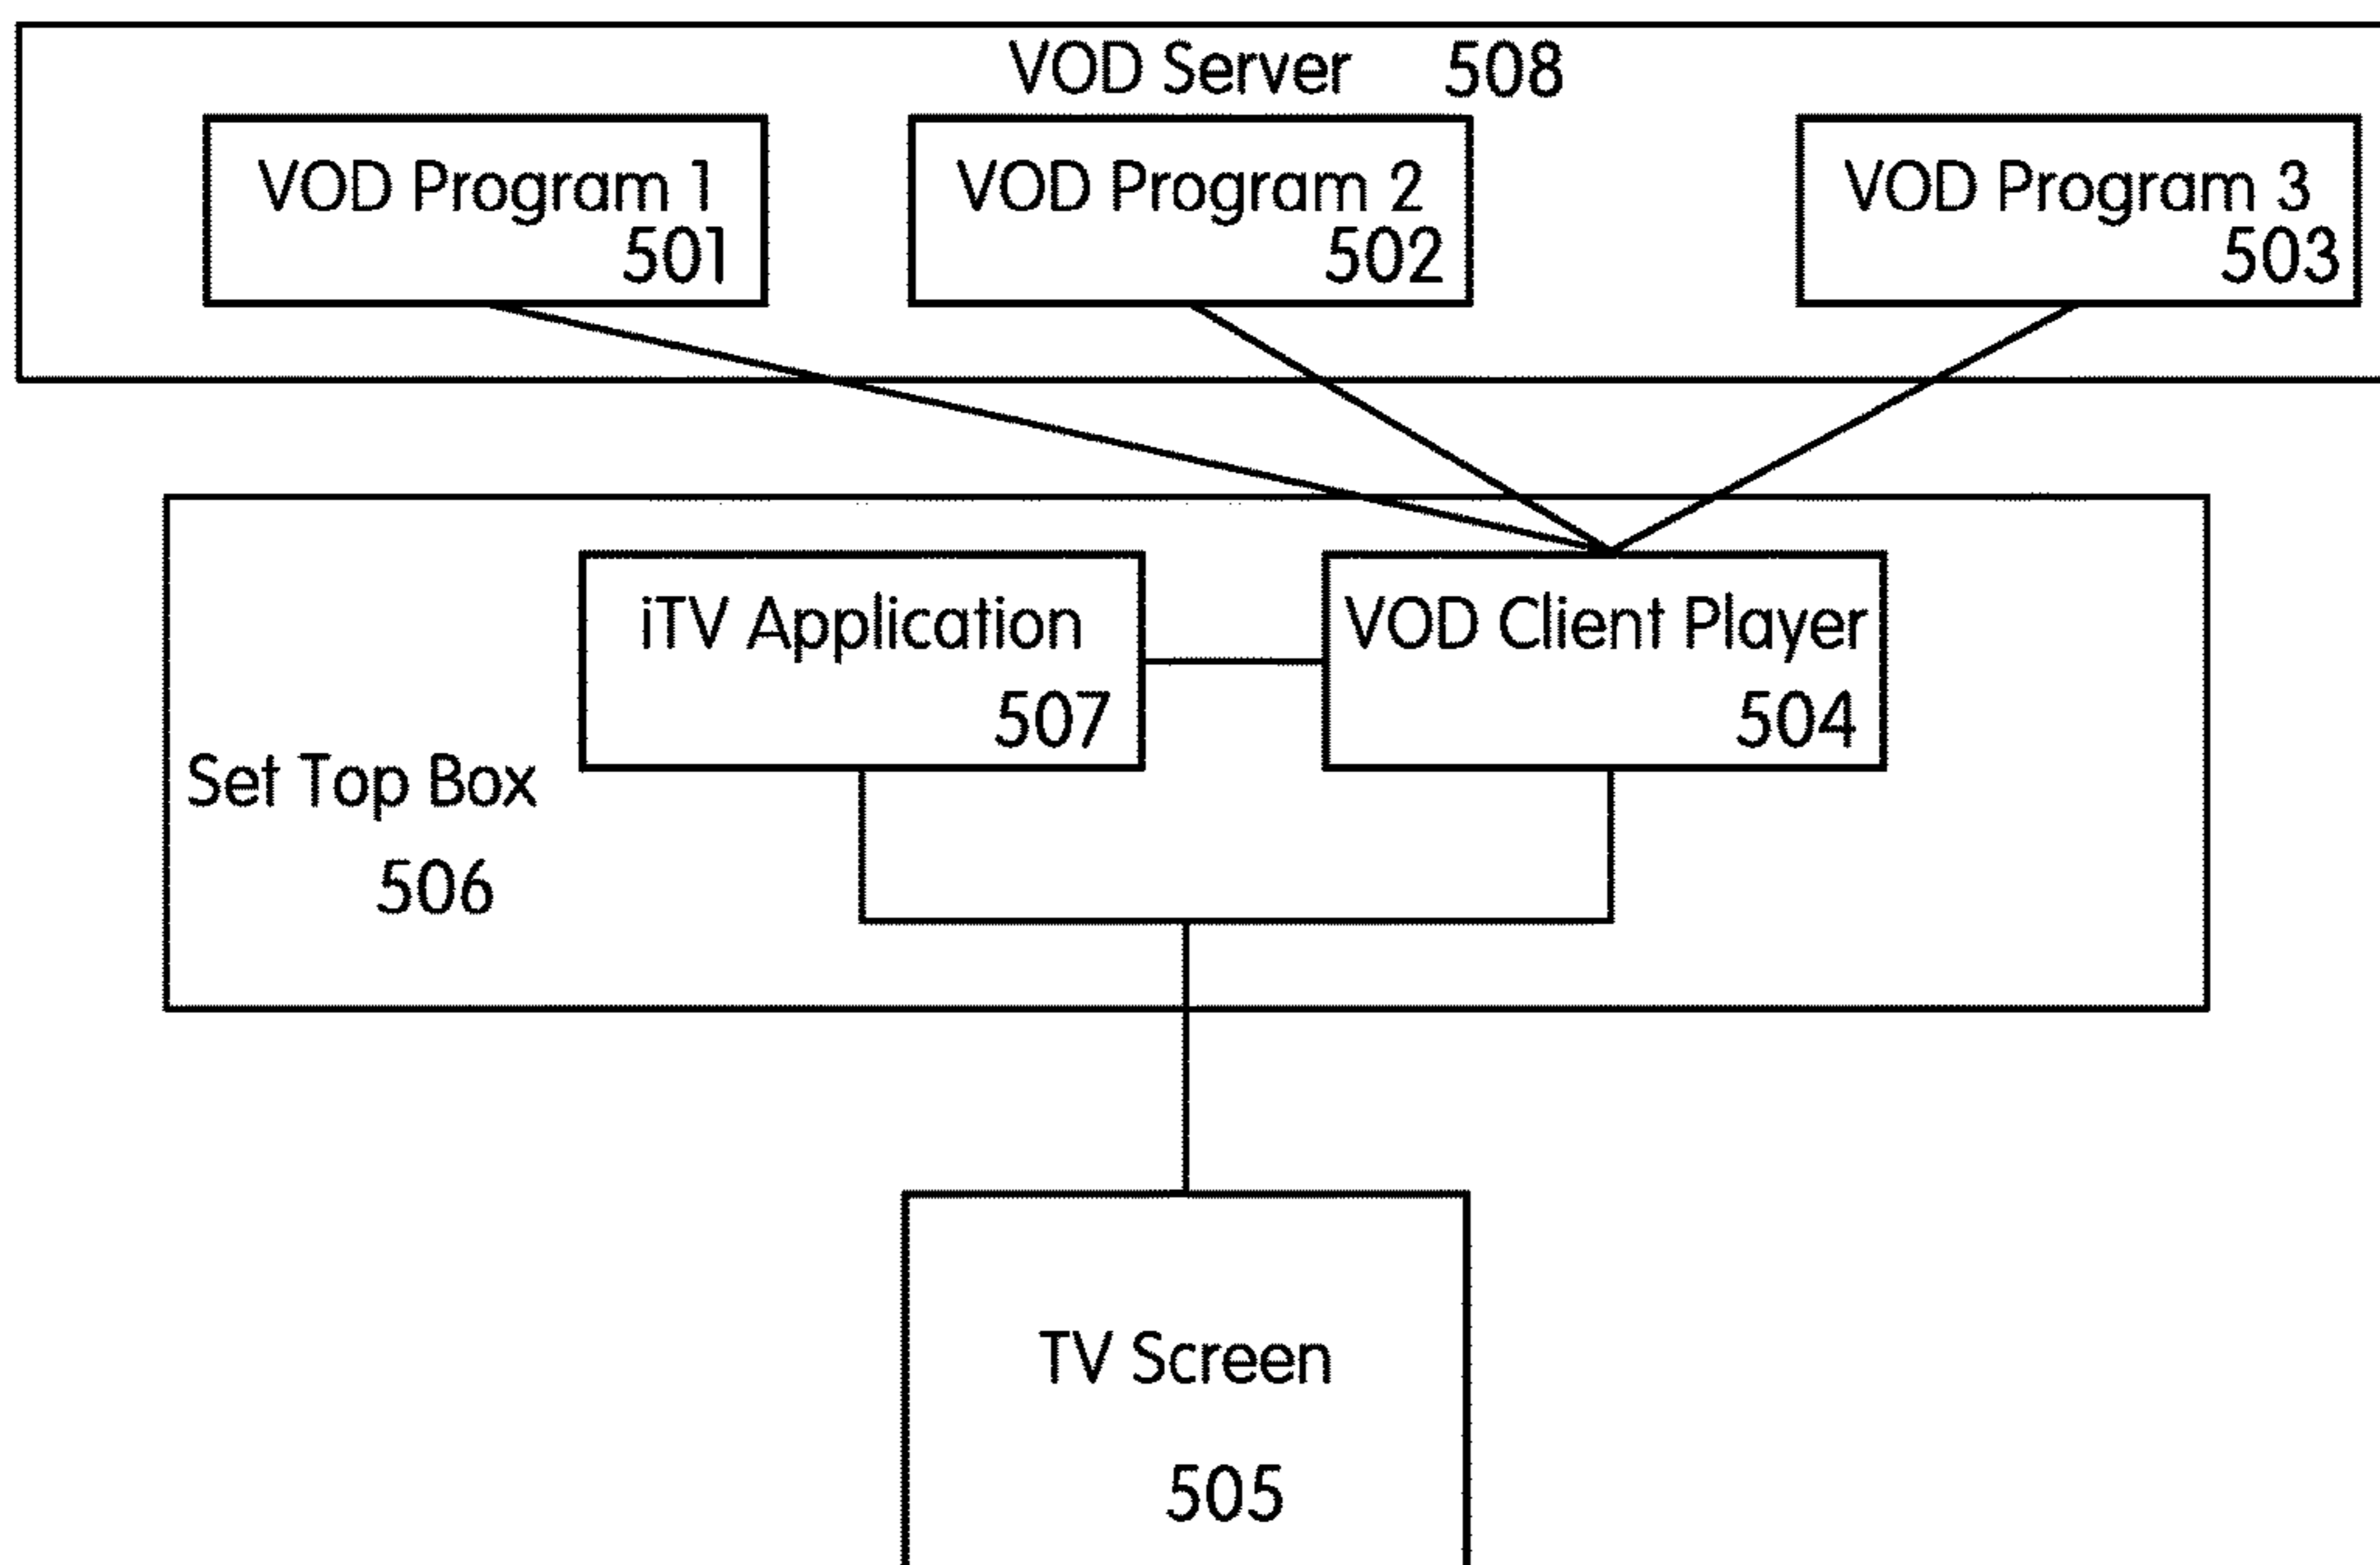 VOD Server 508
VOD Program 1
501
VOD Program 2
502
VOD Program 3
503
iTV Application
507
VOD Client Player
504
Set Top Box
506
TV Screen
505